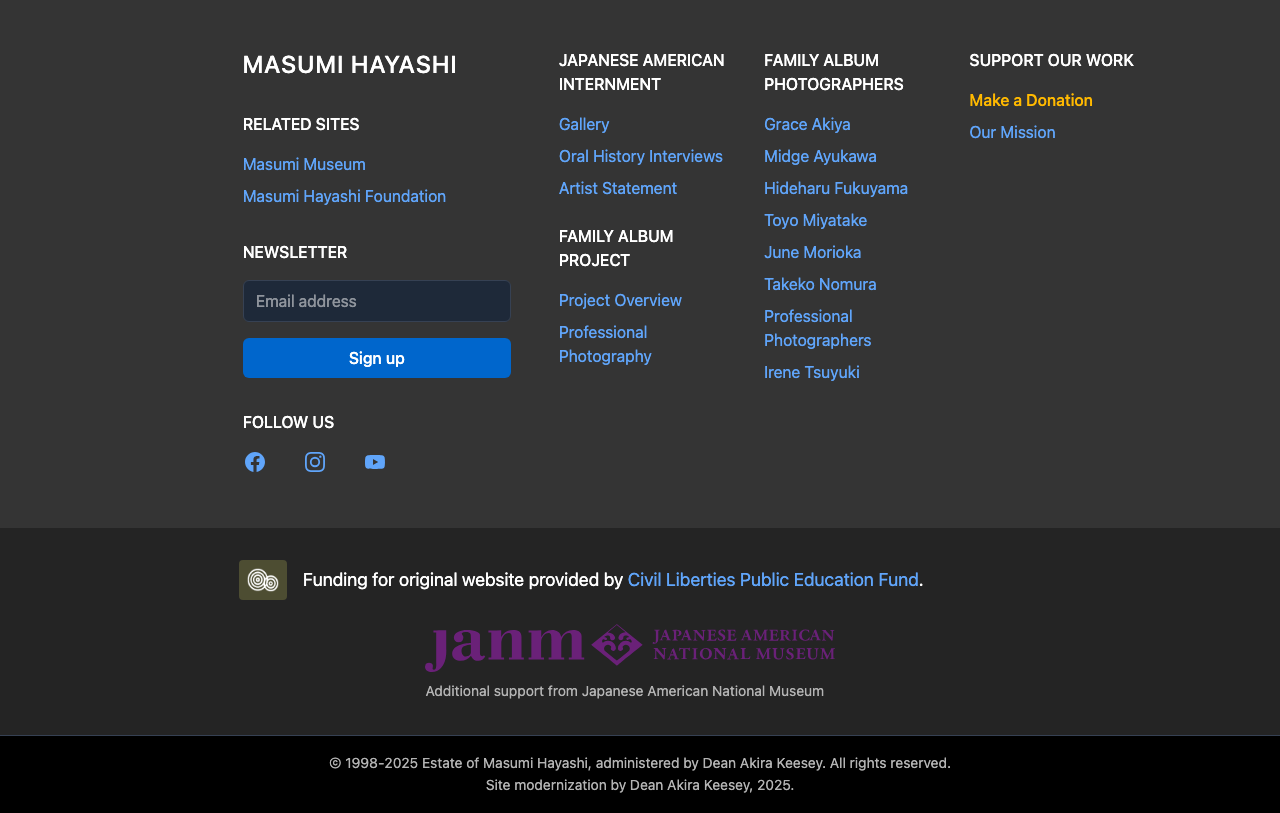 MASUMI HAYASHI
RELATED SITES
Masumi Museum
Masumi Hayashi Foundation
NEWSLETTER
Email address
Sign up
FOLLOW US
JAPANESE AMERICAN
INTERNMENT
Gallery
Oral History Interviews
Artist Statement
FAMILY ALBUM
PROJECT
Project Overview
Professional
Photography
FAMILY ALBUM
PHOTOGRAPHERS
Grace Akiya
Midge Ayukawa
Hideharu Fukuyama
Toyo Miyatake
June Morioka
Takeko Nomura
Professional
Photographers
Irene Tsuyuki
SUPPORT OUR WORK
Make a Donation
Our Mission
Funding for original website provided by Civil Liberties Public Education Fund.
janm JAPANESE AMERICAN
NATIONAL MUSEUM
Additional support from Japanese American National Museum
© 1998-2025 Estate of Masumi Hayashi, administered by Dean Akira Keesey. All rights reserved.
Site modernization by Dean Akira Keesey, 2025.